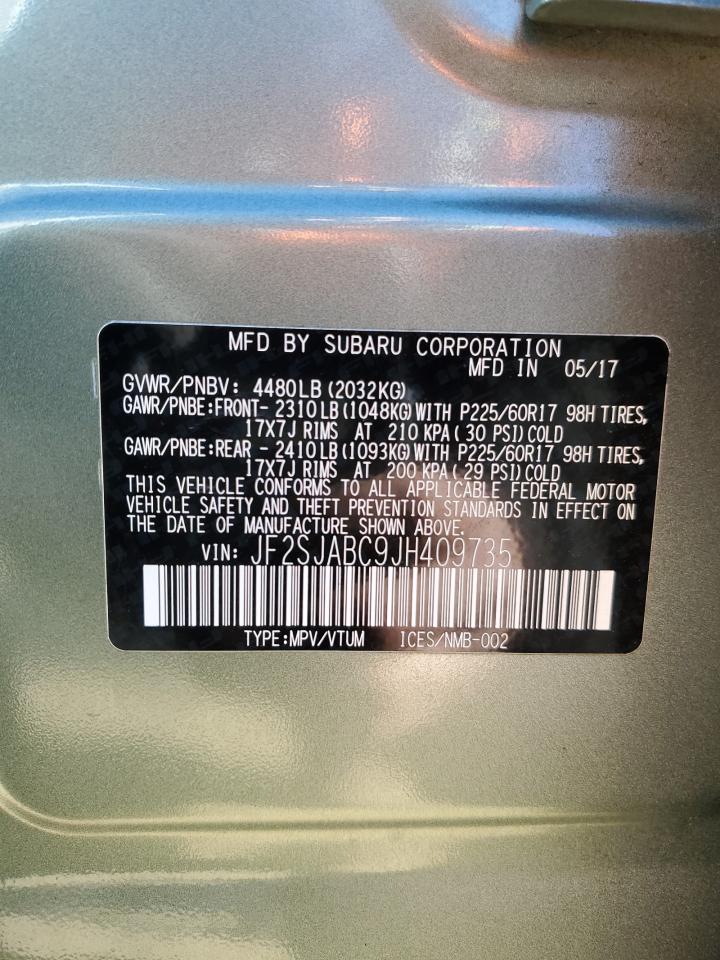 MFD BY SUBARU CORPORATION
MFD IN 05/17
GVWR/PNBV: 4480LB (2032KG)
GAWR/PNBE:FRONT- 2310LB(1048KG)WITH P225/60R17 98H TIRES,
17X7J RIMS AT 210 KPA( 30 PSI)COLD
GAWR/PNBE:REAR - 2410LB(1093KG)WITH P225/60R17 98H TIRES,
17X7J RIMS AT 200 KPA( 29 PSI)COLD
THIS VEHICLE CONFORMS TO ALL APPLICABLE FEDERAL MOTOR
VEHICLE SAFETY AND THEFT PREVENTION STANDARDS IN EFFECT ON
THE DATE OF MANUFACTURE SHOWN ABOVE.
VIN: JF2SJABC9JH409735
TYPE:MPV/VTUM ICES/NMB-002